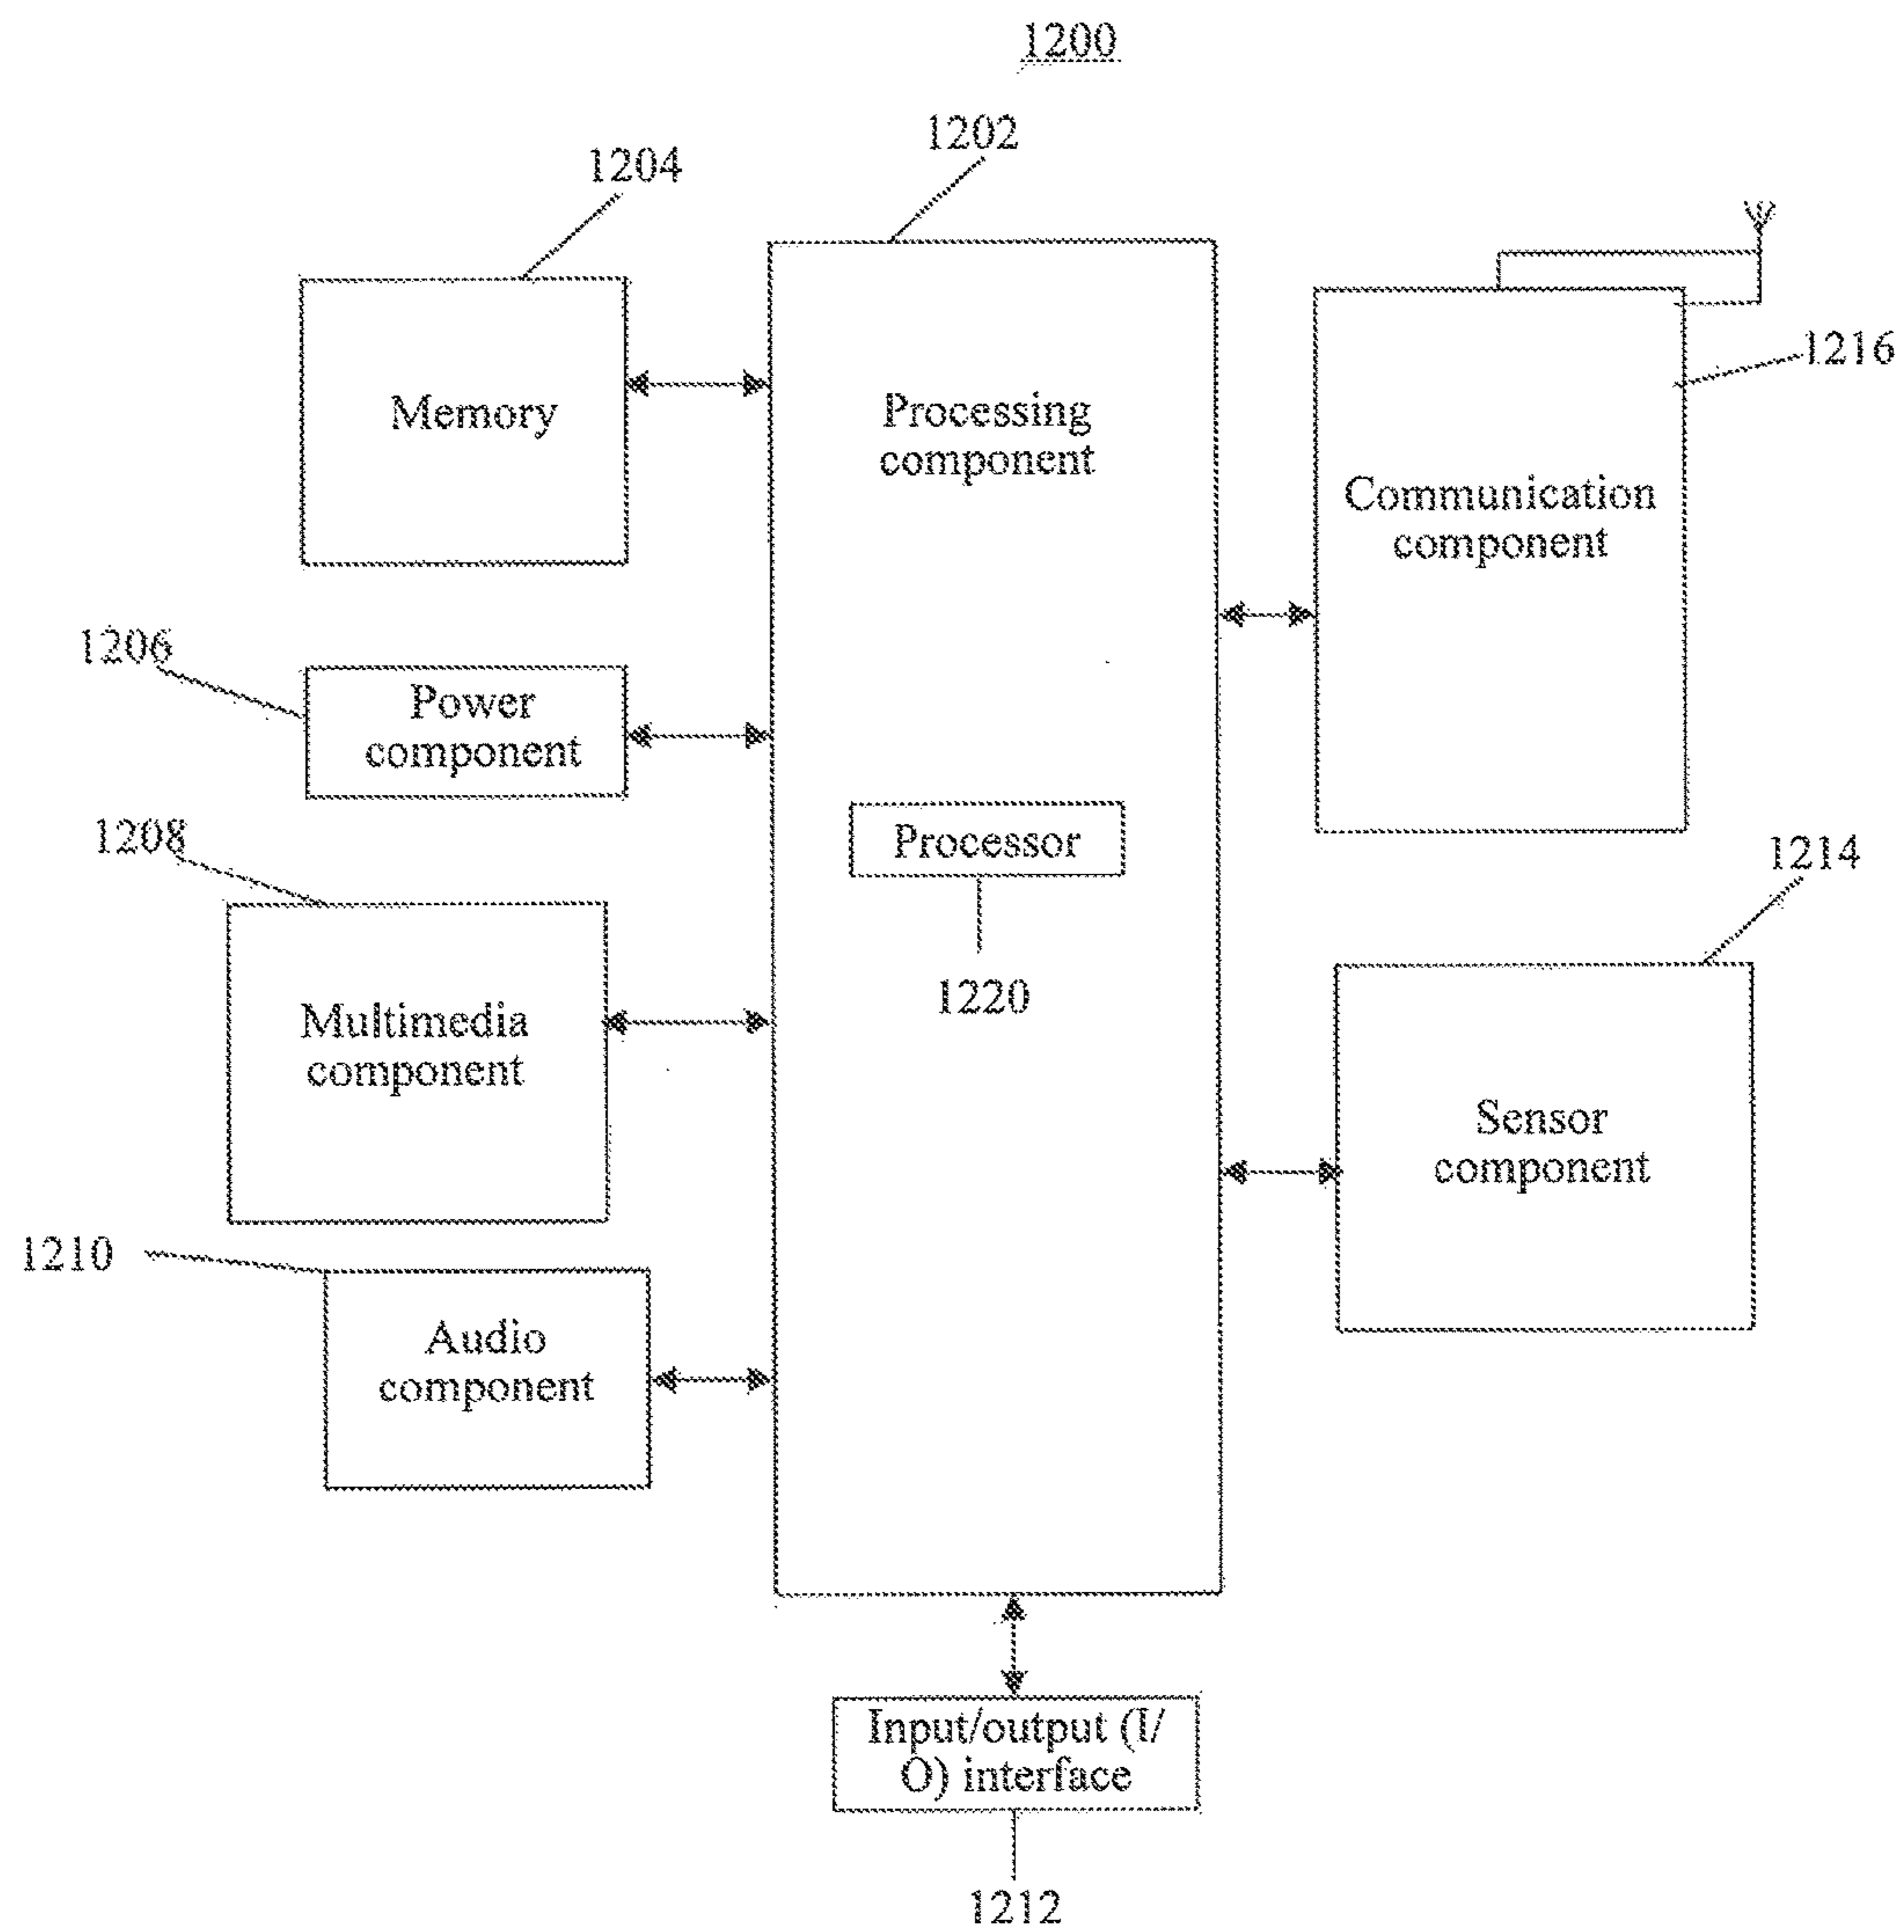 1200
1202
1204
Memory
Processing
component
1216
Communication
component
1206
Power
component
1208
Processor
1214
1220
Multimedia
component
Sensor
component
1210
Audio
component
Input/output (I/
O) interface
1212